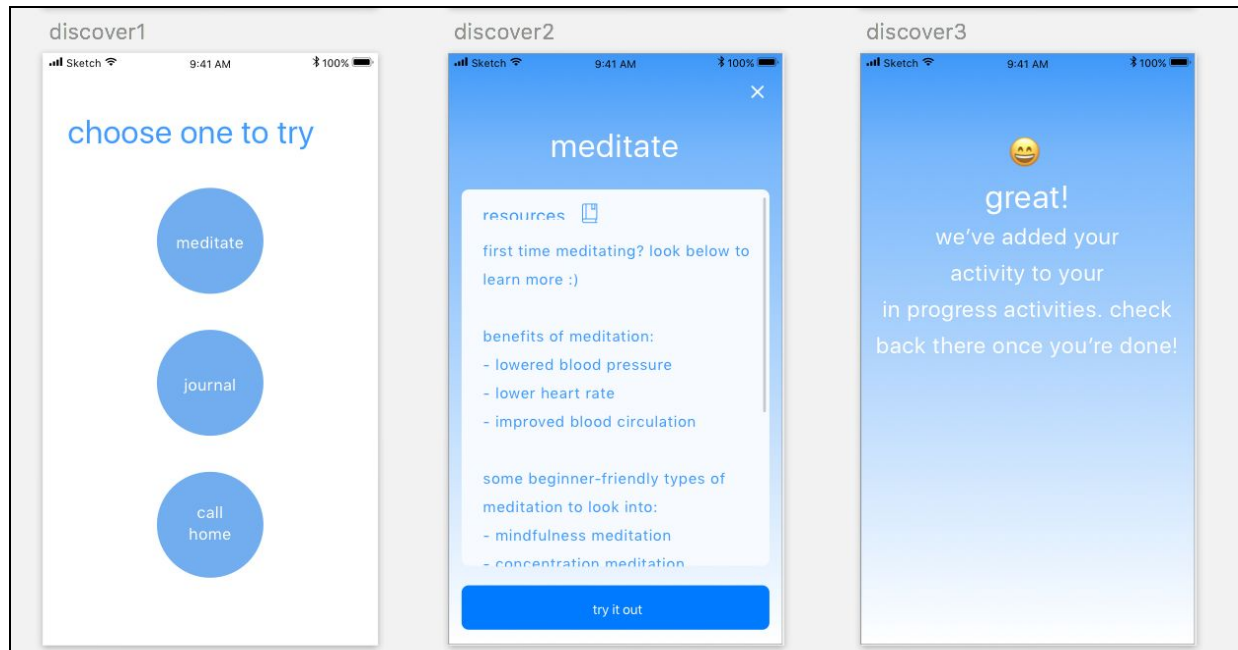 discover1
Sketch 9:41 AM 100%
choose one to try
meditate
journal
call
home
discover2
Sketch 9:41 AM 100%
meditate
resources
first time meditating? look below to
learn more :)
benefits of meditation:
- lowered blood pressure
- lower heart rate
- improved blood circulation
some beginner-friendly types of
meditation to look into:
- mindfulness meditation
- concentration meditation
try it out
discover3
Sketch 9:41 AM 100%
😄
great!
we've added your
activity to your
in progress activities. check
back there once you're done!